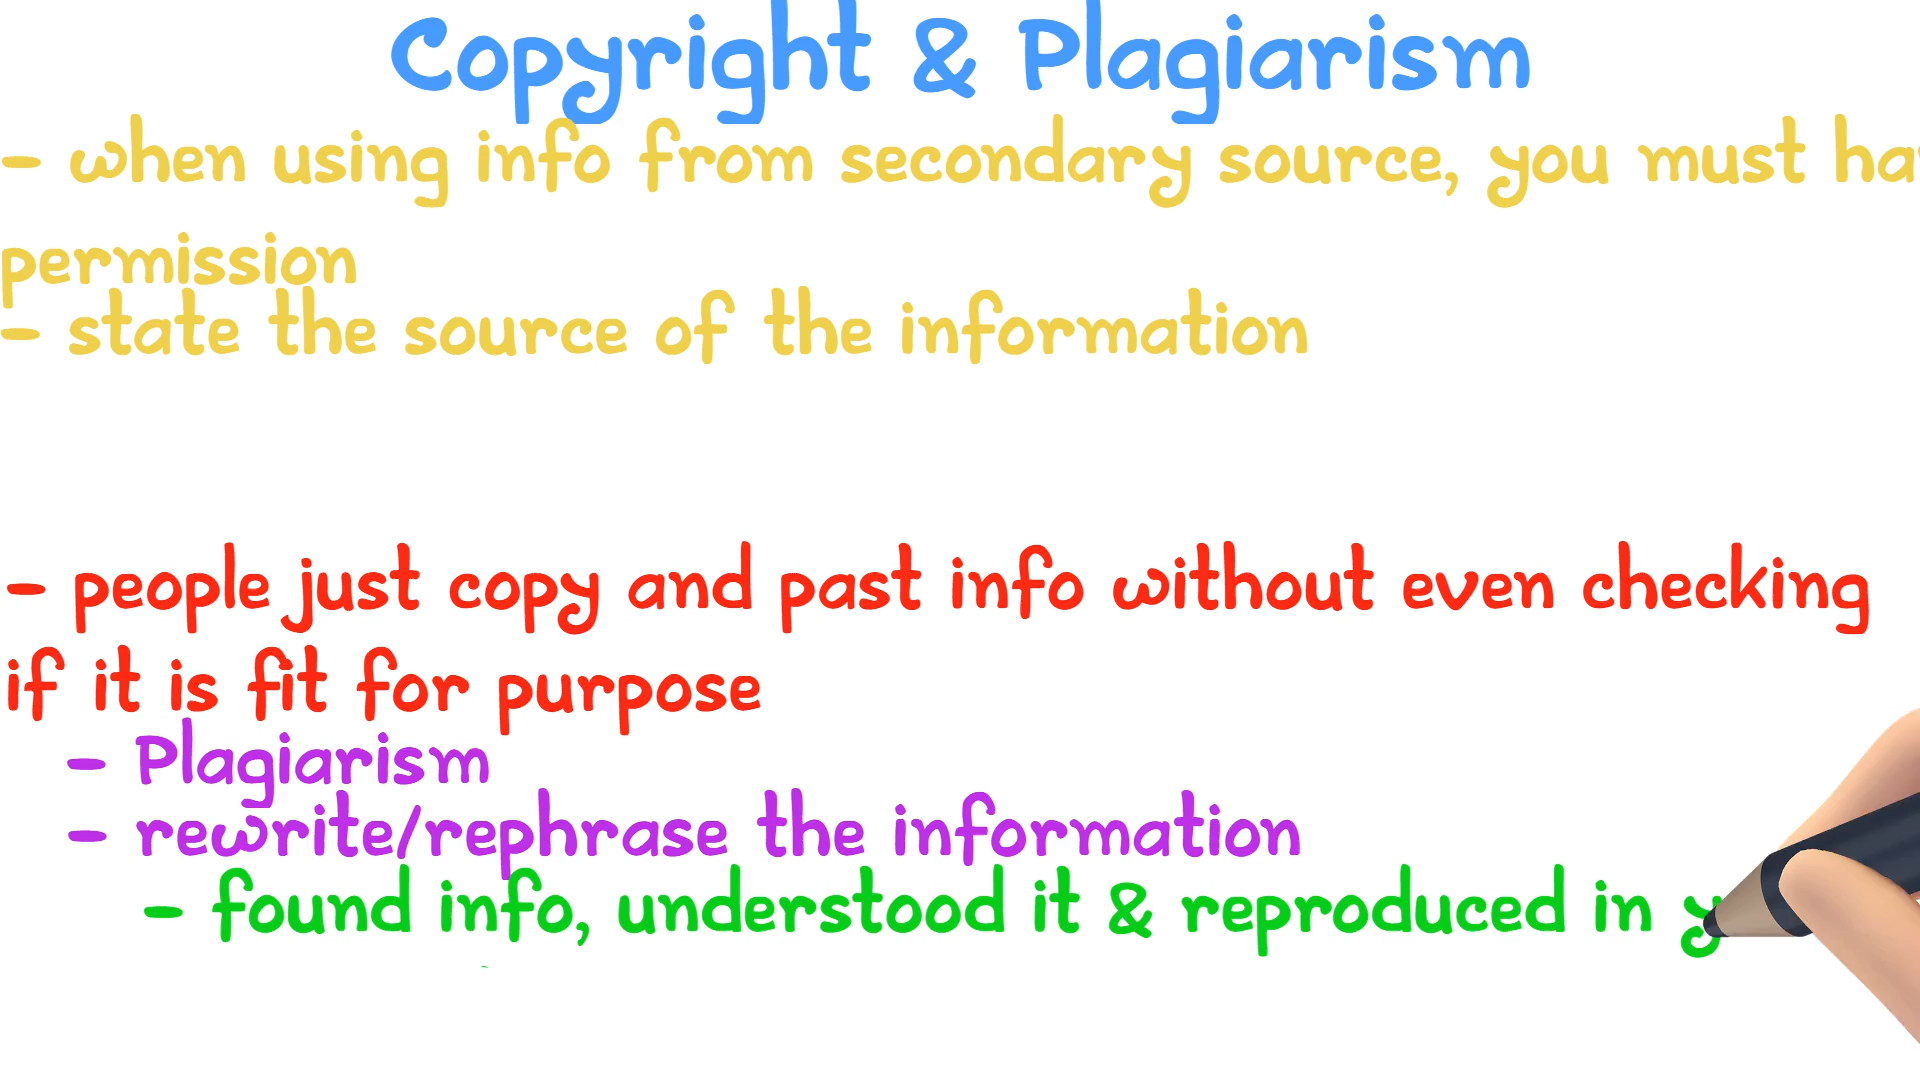 Copyright & Plagiarism
- when using info from secondary source, you must ha
permission
- state the source of the information
- people just copy and past info without even checking
if it is fit for purpose
- Plagiarism
- rewrite/rephrase the information
- found info, understood it & reproduced in y